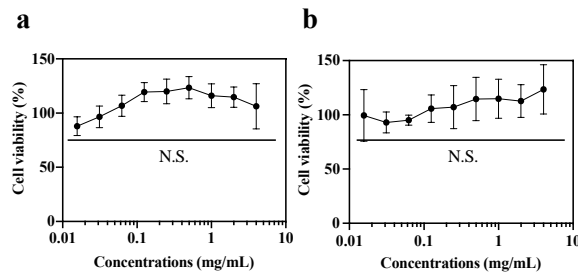 a
150
100
50
0
Cell viability (%)
N.S.
0.01 0.1 1 10
Concentrations (mg/mL)
b
150
100
50
0
Cell viability (%)
N.S.
0.01 0.1 1 10
Concentrations (mg/mL)